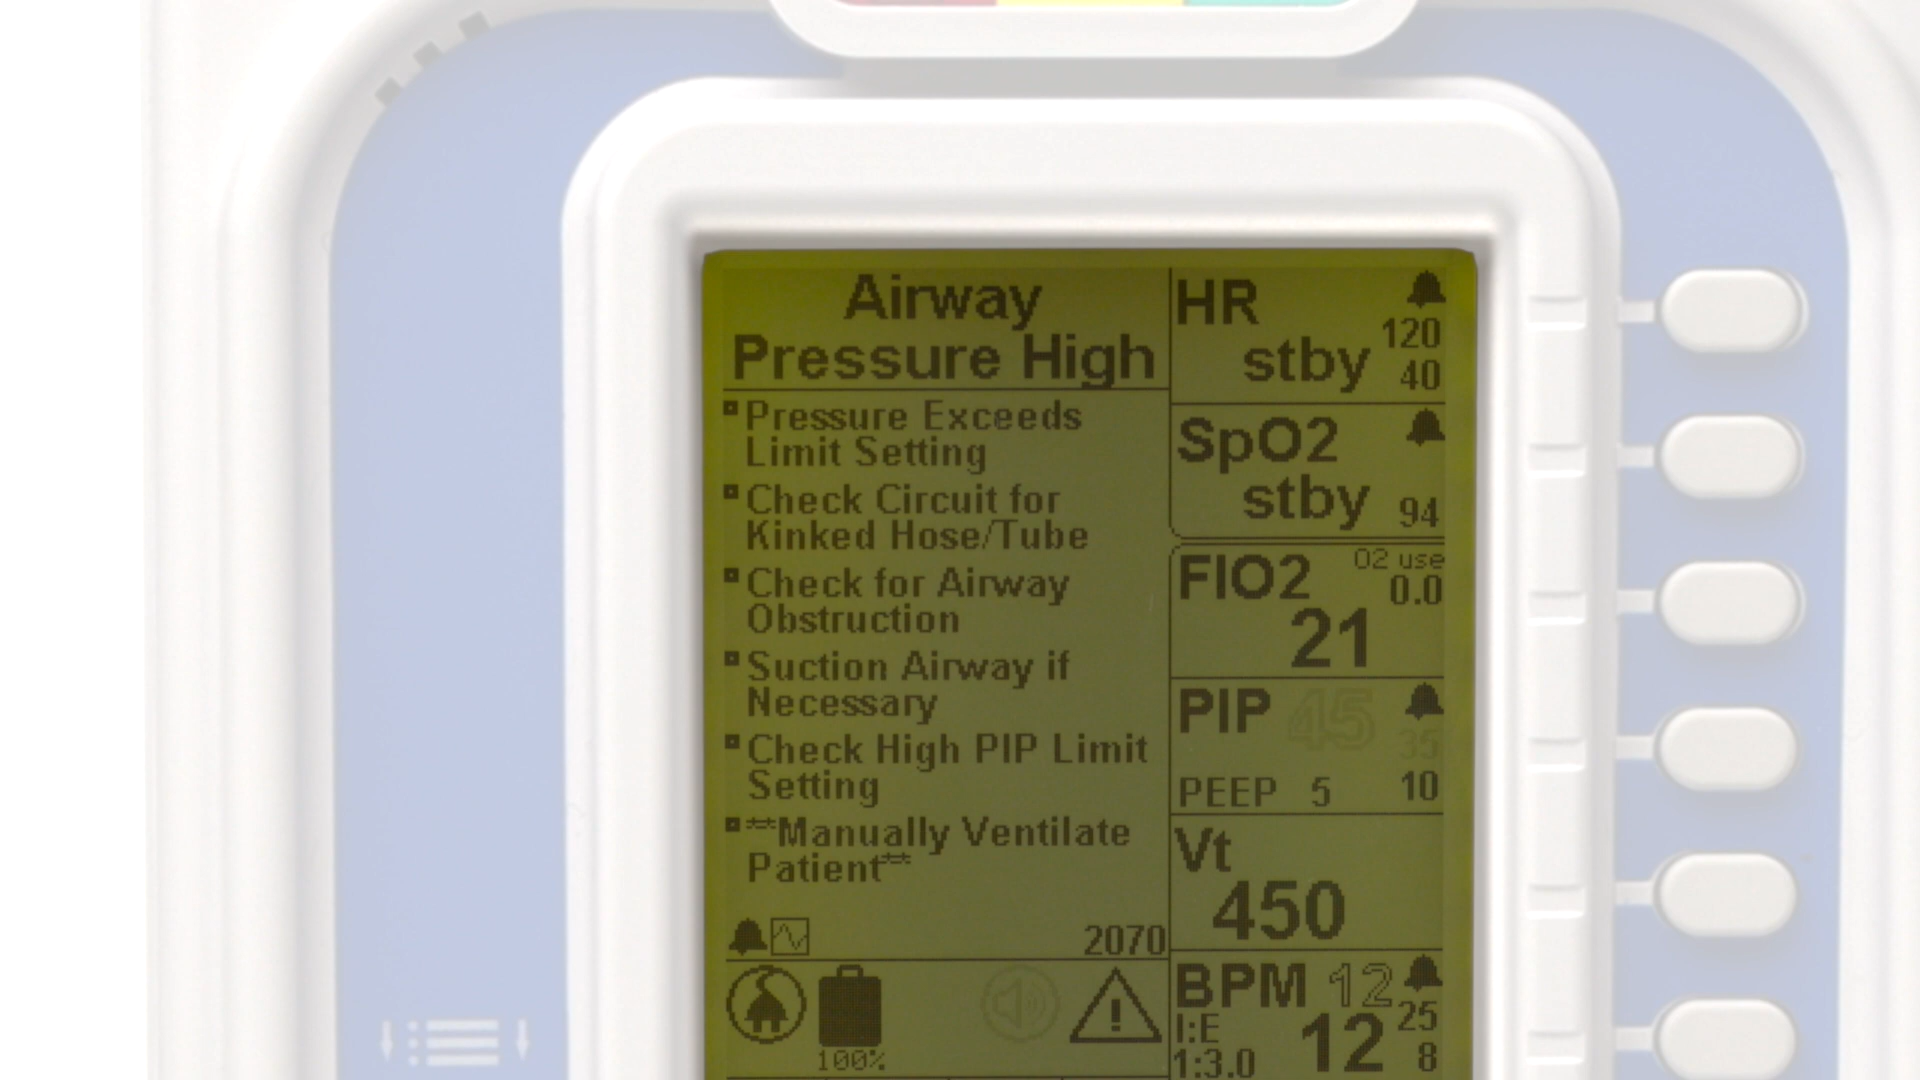 Airway
Pressure High
Pressure Exceeds
Limit Setting
Check Circuit for
Kinked Hose/Tube
Check for Airway
Obstruction
Suction Airway if
Necessary
Check High PIP Limit
Setting
**Manually Ventilate
Patient**
2070
100%
HR
120
stby
40
SpO2
stby
94
FIO2
O2 use
0.0
21
PIP 45
35
PEEP 5
10
Vt
450
BPM 12
25
I:E
12
1:3.0
8